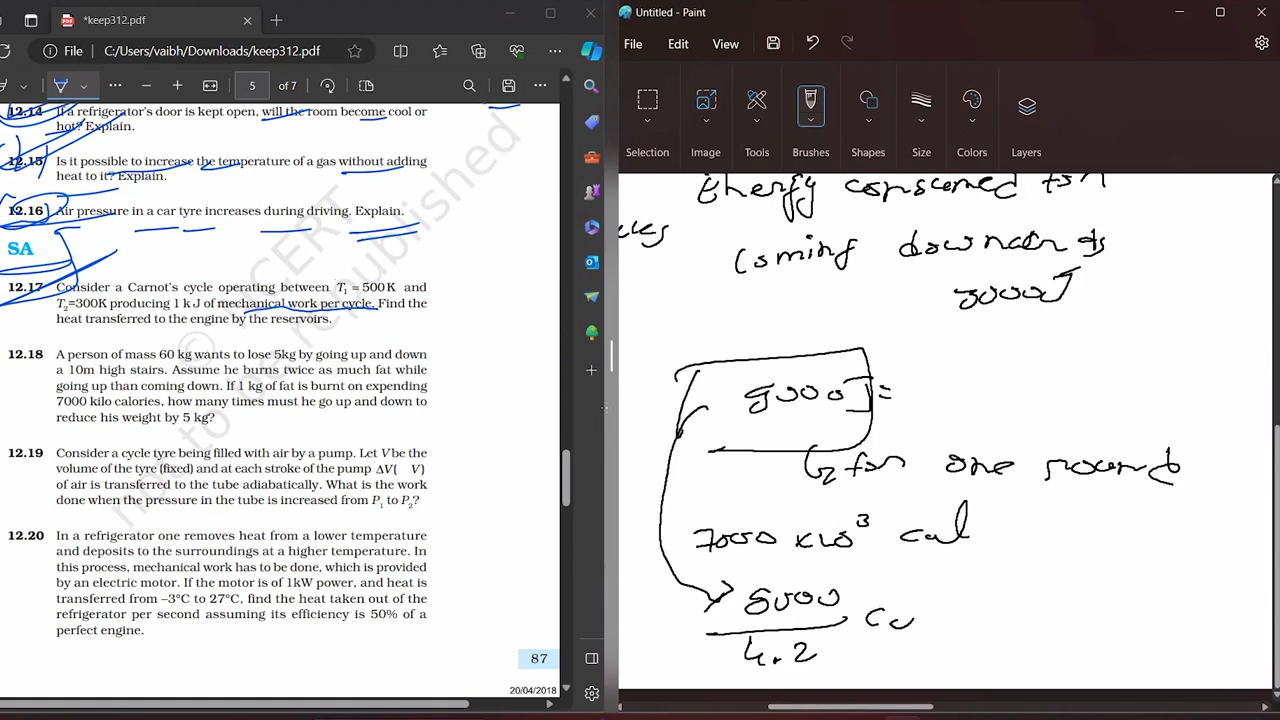 *keep312.pdf
File
C:/Users/vaibh/Downloads/keep312.pdf
5
of 7
12.14 If a refrigerator's door is kept open, will the room become cool or
hot? Explain.
12.15 Is it possible to increase the temperature of a gas without adding
heat to it? Explain.
12.16 Air pressure in a car tyre increases during driving. Explain.
SA
12.17 Consider a Carnot's cycle operating between T1 = 500K and
T2=300K producing 1 k J of mechanical work per cycle. Find the
heat transferred to the engine by the reservoirs.
12.18 A person of mass 60 kg wants to lose 5kg by going up and down
a 10m high stairs. Assume he burns twice as much fat while
going up than coming down. If 1 kg of fat is burnt on expending
7000 kilo calories, how many times must he go up and down to
reduce his weight by 5 kg?
12.19 Consider a cycle tyre being filled with air by a pump. Let V be the
volume of the tyre (fixed) and at each stroke of the pump ΔV( V)
of air is transferred to the tube adiabatically. What is the work
done when the pressure in the tube is increased from P1 to P2?
12.20 In a refrigerator one removes heat from a lower temperature
and deposits to the surroundings at a higher temperature. In
this process, mechanical work has to be done, which is provided
by an electric motor. If the motor is of 1kW power, and heat is
transferred from –3°C to 27°C, find the heat taken out of the
refrigerator per second assuming its efficiency is 50% of a
perfect engine.
87
20/04/2018
© NCERT
not to be republished
Untitled - Paint
File
Edit
View
Selection
Image
Tools
Brushes
Shapes
Size
Colors
Layers
Energy consumed for
coming down
3000J
9000J =
for one round
7000 x10³ cal
4.2